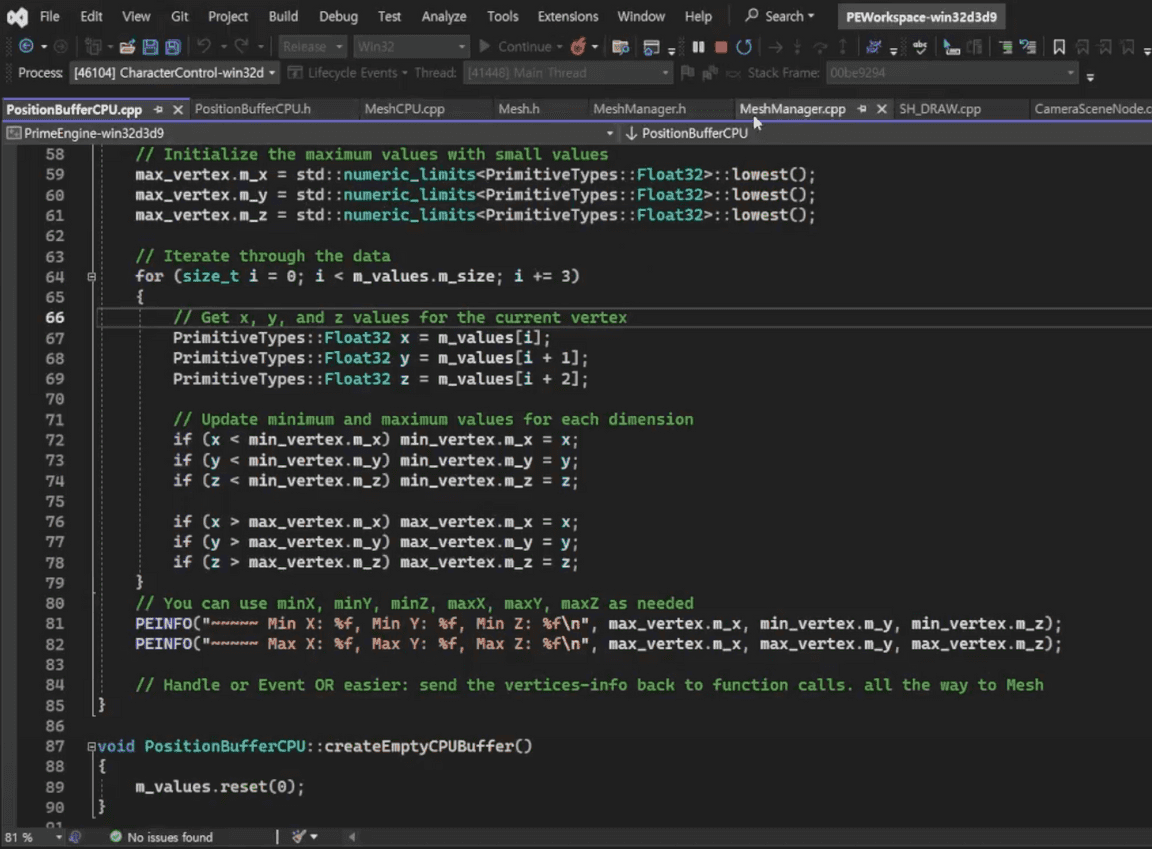 File Edit View Git Project Build Debug Test Analyze Tools Extensions Window Help Search PEWorkspace-win32d3d9
Release Win32 Continue
Process: [46104] CharacterControl-win32d Lifecycle Events Thread: [41448] Main Thread Stack Frame: 00be9294
PositionBufferCPU.cpp PositionBufferCPU.h MeshCPU.cpp Mesh.h MeshManager.h MeshManager.cpp SH_DRAW.cpp CameraSceneNode.c
PrimeEngine-win32d3d9 PositionBufferCPU
58 // Initialize the maximum values with small values
59 max_vertex.m_x = std::numeric_limits<PrimitiveTypes::Float32>::lowest();
60 max_vertex.m_y = std::numeric_limits<PrimitiveTypes::Float32>::lowest();
61 max_vertex.m_z = std::numeric_limits<PrimitiveTypes::Float32>::lowest();
62
63 // Iterate through the data
64 for (size_t i = 0; i < m_values.m_size; i += 3)
65 {
66 // Get x, y, and z values for the current vertex
67 PrimitiveTypes::Float32 x = m_values[i];
68 PrimitiveTypes::Float32 y = m_values[i + 1];
69 PrimitiveTypes::Float32 z = m_values[i + 2];
70
71 // Update minimum and maximum values for each dimension
72 if (x < min_vertex.m_x) min_vertex.m_x = x;
73 if (y < min_vertex.m_y) min_vertex.m_y = y;
74 if (z < min_vertex.m_z) min_vertex.m_z = z;
75
76 if (x > max_vertex.m_x) max_vertex.m_x = x;
77 if (y > max_vertex.m_y) max_vertex.m_y = y;
78 if (z > max_vertex.m_z) max_vertex.m_z = z;
79 }
80 // You can use minX, minY, minZ, maxX, maxY, maxZ as needed
81 PEINFO("~~~~~ Min X: %f, Min Y: %f, Min Z: %f\n", max_vertex.m_x, min_vertex.m_y, min_vertex.m_z);
82 PEINFO("~~~~~ Max X: %f, Max Y: %f, Max Z: %f\n", max_vertex.m_x, max_vertex.m_y, max_vertex.m_z);
83
84 // Handle or Event OR easier: send the vertices-info back to function calls. all the way to Mesh
85 }
86
87 void PositionBufferCPU::createEmptyCPUBuffer()
88 {
89 m_values.reset(0);
90 }
91
81 % No issues found